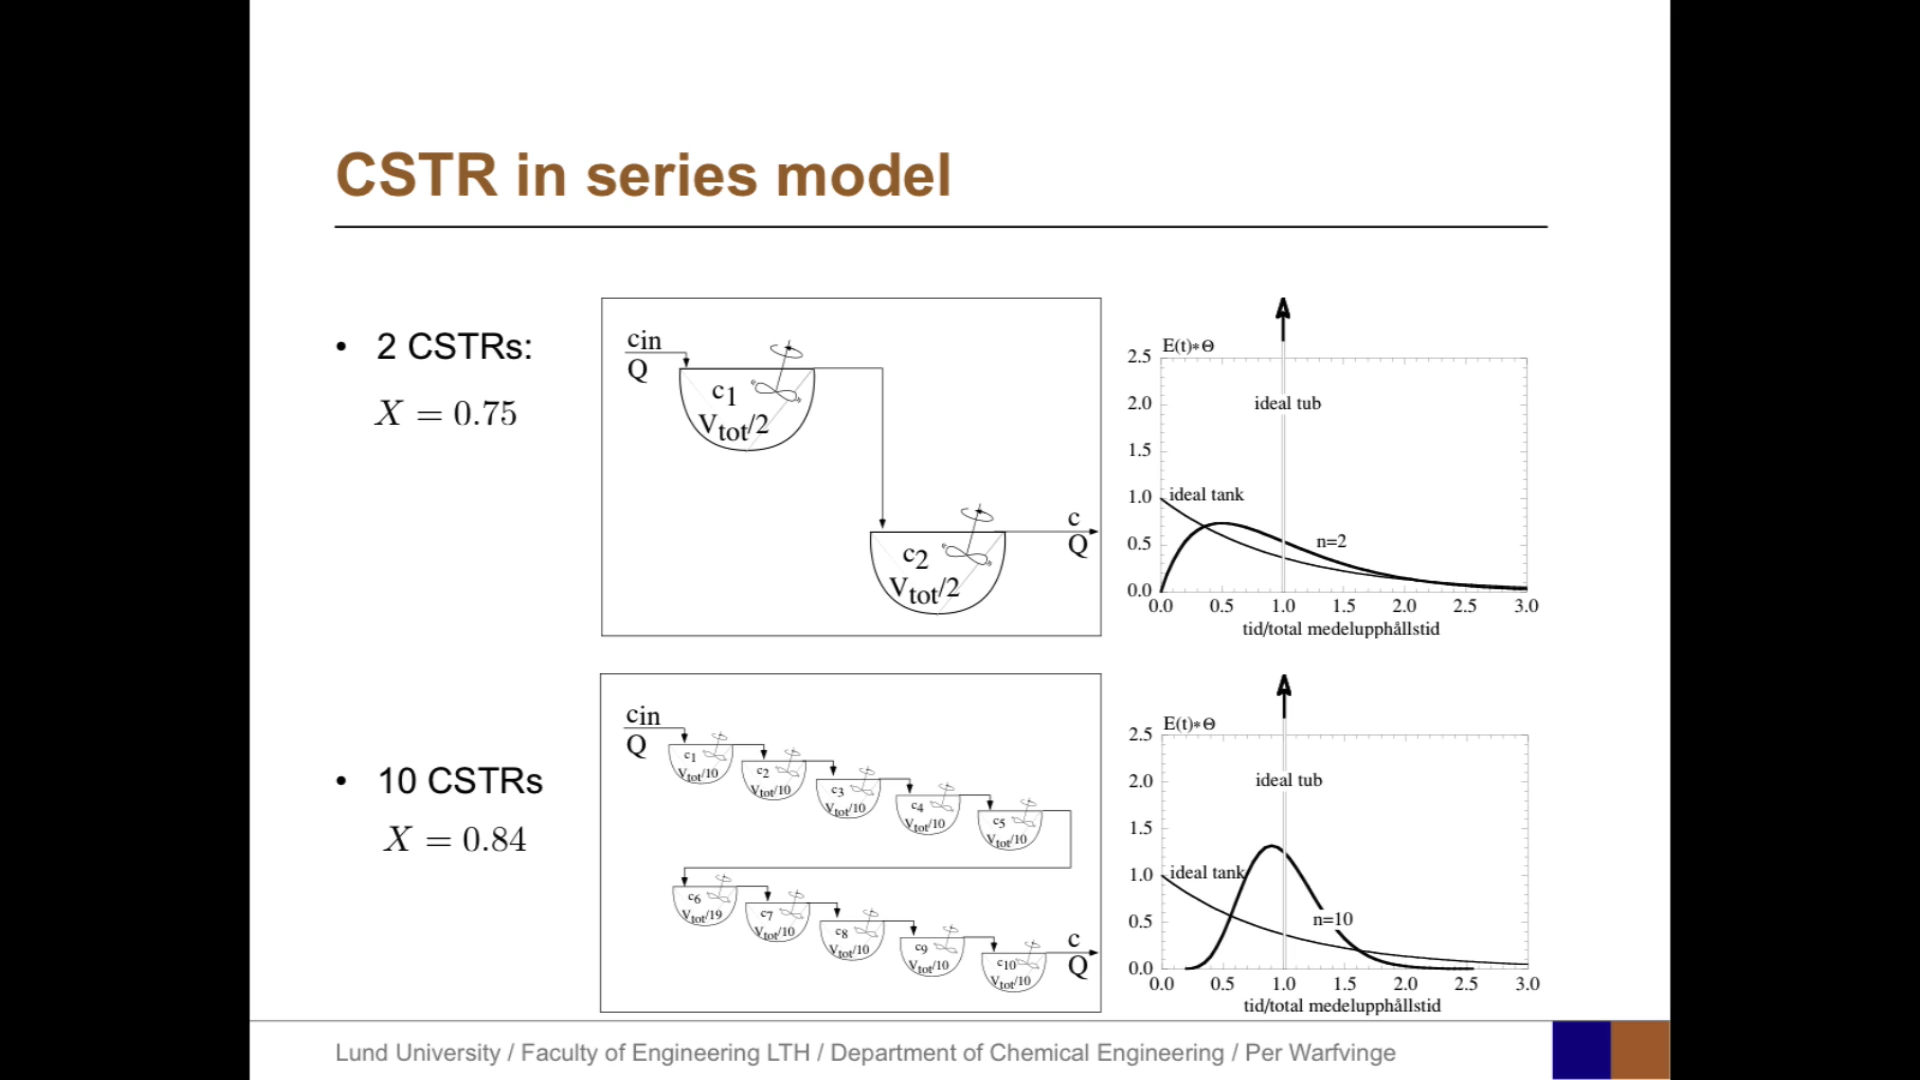 CSTR in series model
• 2 CSTRs:
X = 0.75
cin
Q
c1
Vtot/2
c2
Vtot/2
c
Q
E(t)*Θ
2.5
2.0
1.5
1.0
0.5
0.0
ideal tub
ideal tank
n=2
0.0 0.5 1.0 1.5 2.0 2.5 3.0
tid/total medelupphållstid
• 10 CSTRs
X = 0.84
cin
Q
c1
Vtot/10
c2
Vtot/10
c3
Vtot/10
c4
Vtot/10
c5
Vtot/10
c6
Vtot/19
c7
Vtot/10
c8
Vtot/10
c9
Vtot/10
c10
Vtot/10
c
Q
E(t)*Θ
2.5
2.0
1.5
1.0
0.5
0.0
ideal tub
ideal tank
n=10
0.0 0.5 1.0 1.5 2.0 2.5 3.0
tid/total medelupphållstid
Lund University / Faculty of Engineering LTH / Department of Chemical Engineering / Per Warfvinge